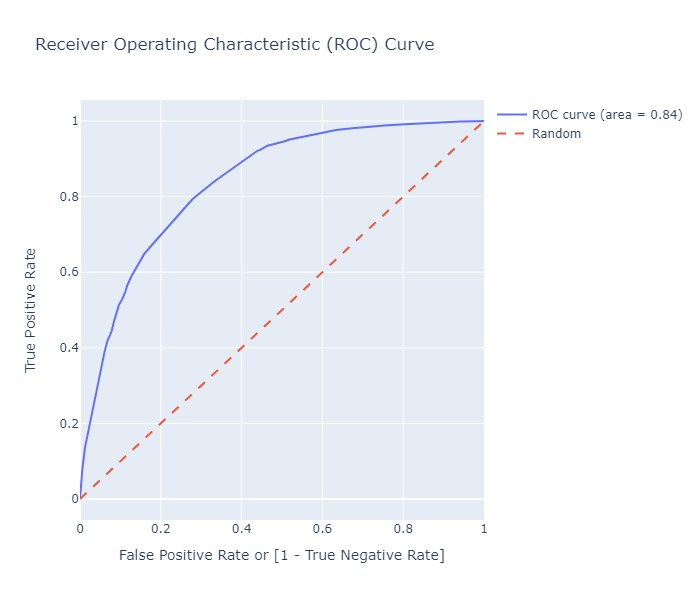 Receiver Operating Characteristic (ROC) Curve
ROC curve (area = 0.84)
Random
True Positive Rate
1
0.8
0.6
0.4
0.2
0
0 0.2 0.4 0.6 0.8 1
False Positive Rate or [1 - True Negative Rate]